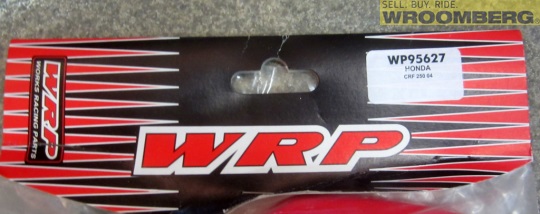 SELL. BUY. RIDE.
WROOMBERG
WP95627
HONDA
CRF 250 04
WRP
WORKS RACING PARTS
WRP